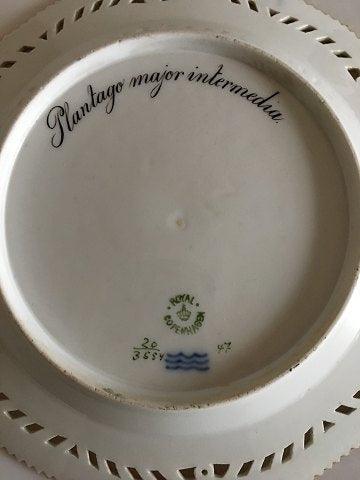 Plantago major intermedia.
ROYAL
COPENHAGEN
20
3554 47